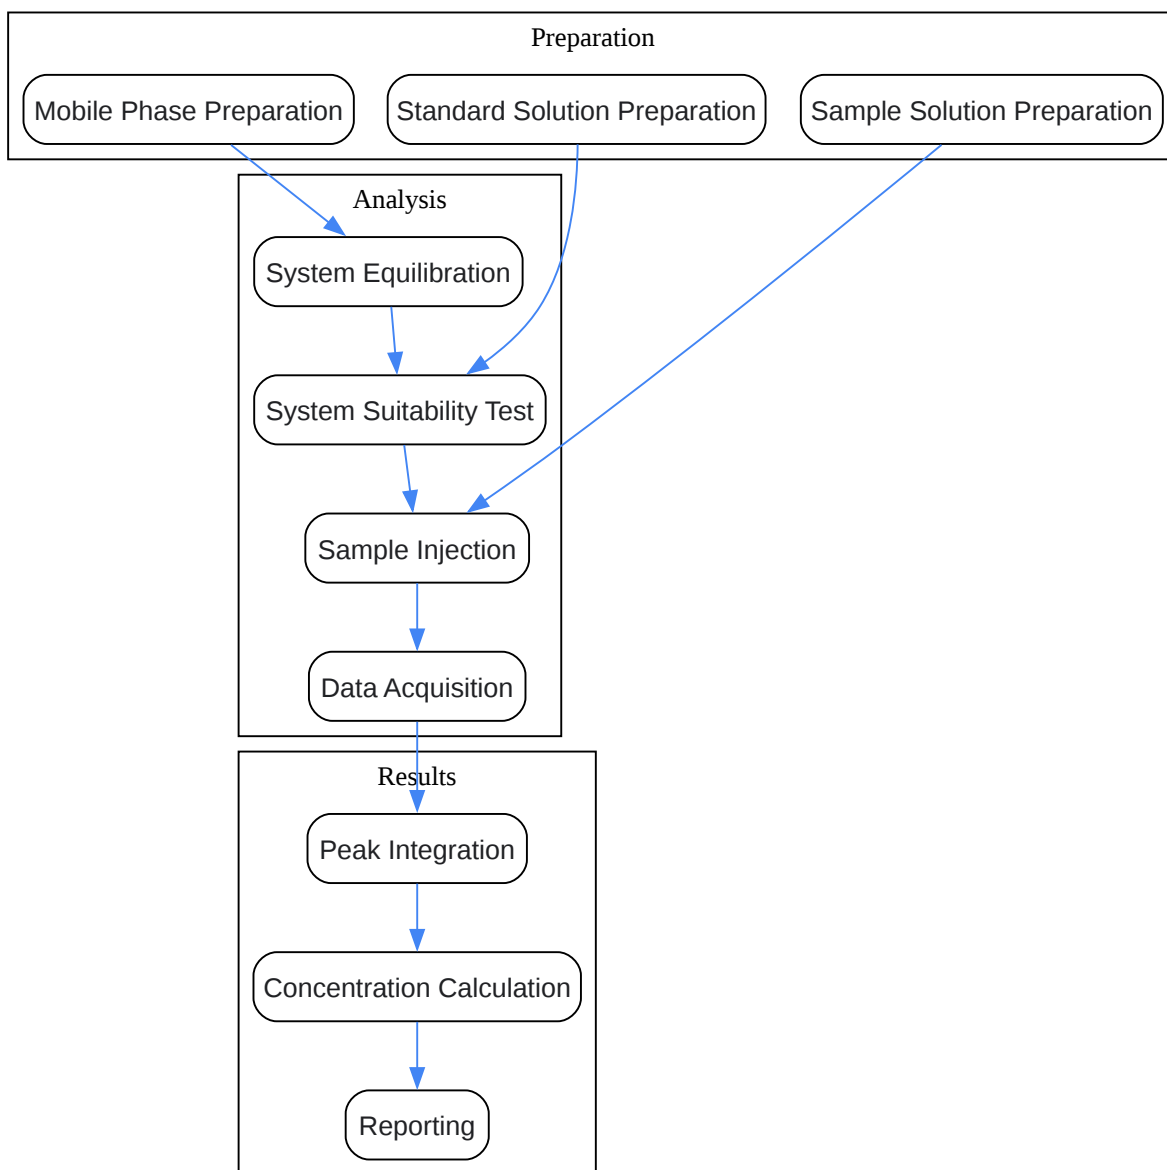 Preparation
Mobile Phase Preparation
Standard Solution Preparation
Sample Solution Preparation
Analysis
System Equilibration
System Suitability Test
Sample Injection
Data Acquisition
Results
Peak Integration
Concentration Calculation
Reporting